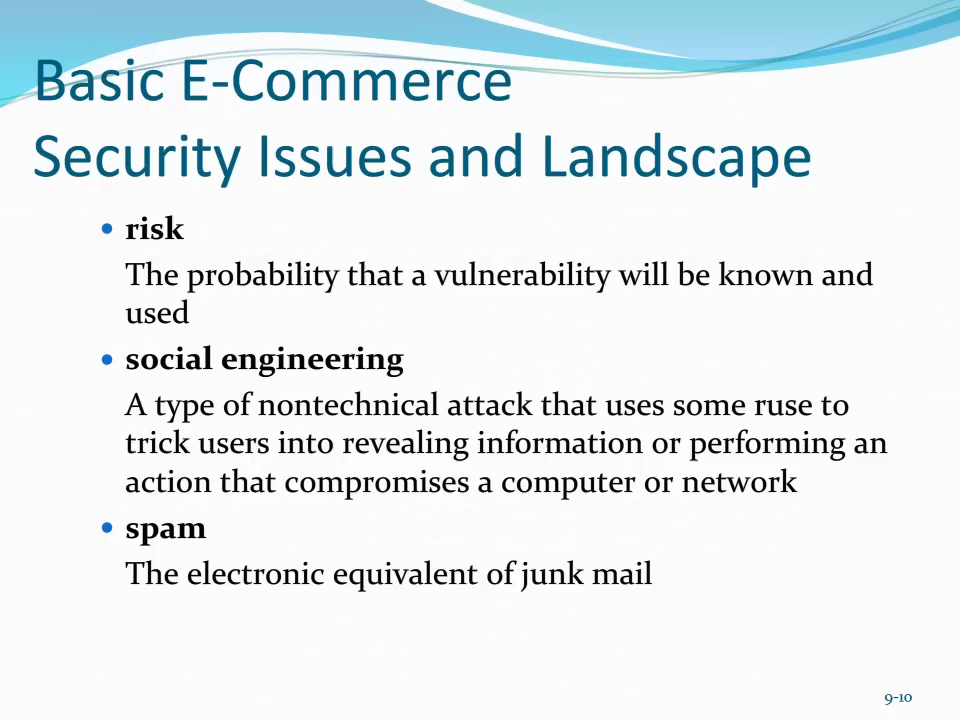 Basic E-Commerce
Security Issues and Landscape
• risk
The probability that a vulnerability will be known and
used
• social engineering
A type of nontechnical attack that uses some ruse to
trick users into revealing information or performing an
action that compromises a computer or network
• spam
The electronic equivalent of junk mail
9-10